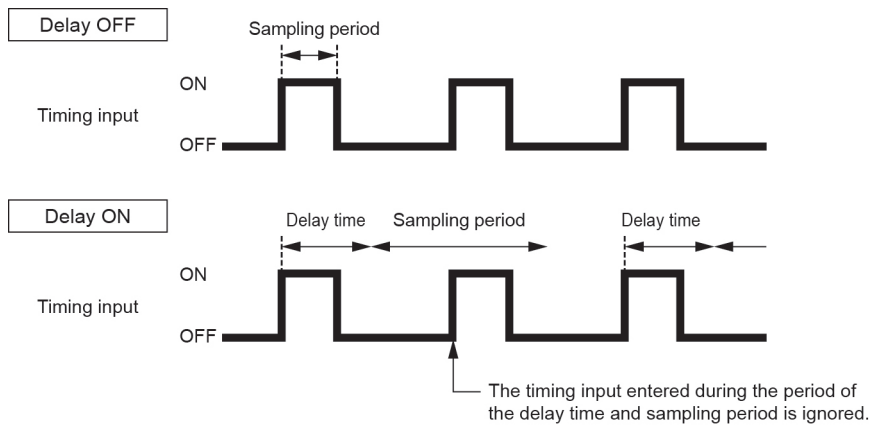 Delay OFF
Sampling period
ON
Timing input
OFF
Delay ON
Delay time
Sampling period
Delay time
ON
Timing input
OFF
The timing input entered during the period of
the delay time and sampling period is ignored.